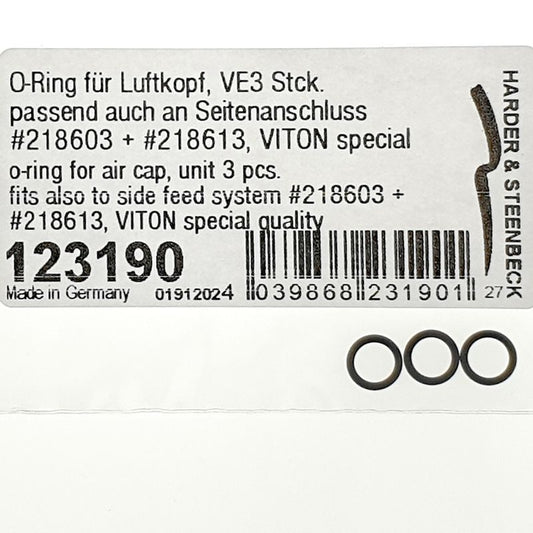 O-Ring für Luftkopf, VE3 Stck.
passend auch an Seitenanschluss
#218603 + #218613, VITON special
o-ring for air cap, unit 3 pcs.
fits also to side feed system #218603 +
#218613, VITON special quality
123190
Made in Germany
01912024
4 039868 231901
27
HARDER & STEENBECK